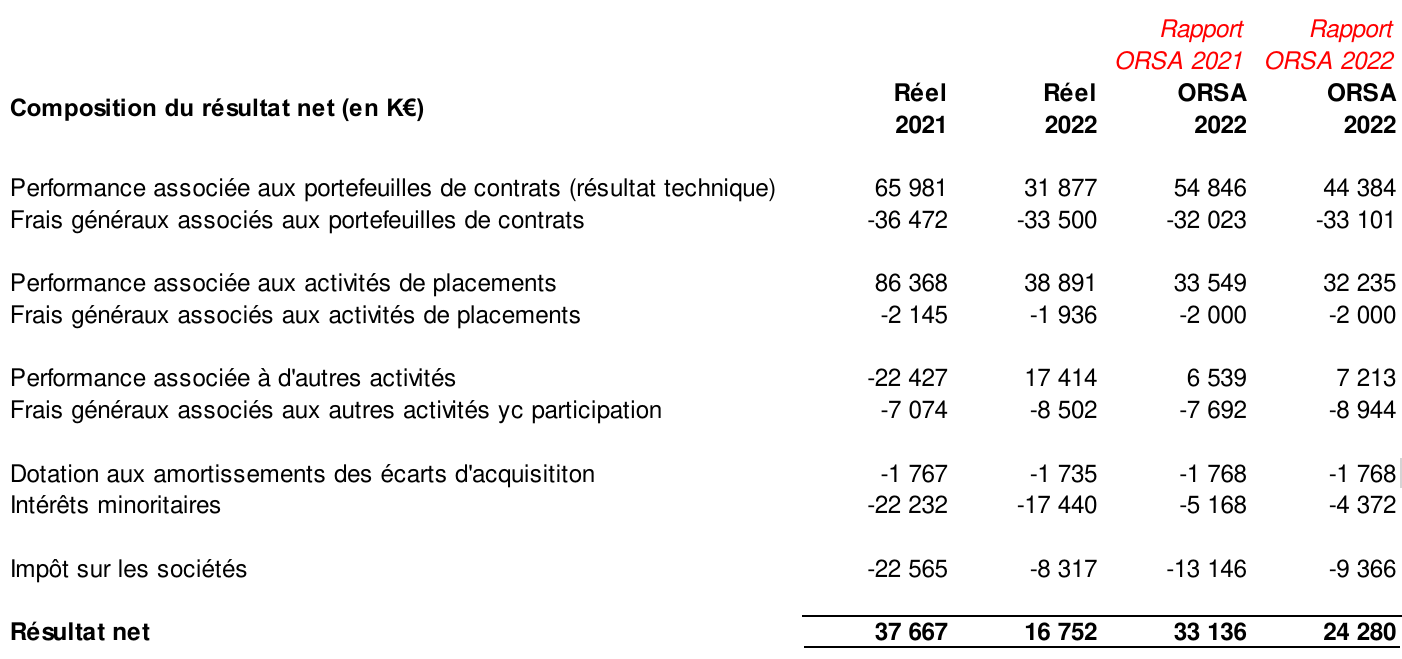 Rapport Rapport
ORSA 2021 ORSA 2022
Composition du résultat net (en K€) Réel Réel ORSA ORSA
2021 2022 2022 2022
Performance associée aux portefeuilles de contrats (résultat technique) 65 981 31 877 54 846 44 384
Frais généraux associés aux portefeuilles de contrats -36 472 -33 500 -32 023 -33 101
Performance associée aux activités de placements 86 368 38 891 33 549 32 235
Frais généraux associés aux activités de placements -2 145 -1 936 -2 000 -2 000
Performance associée à d'autres activités -22 427 17 414 6 539 7 213
Frais généraux associés aux autres activités yc participation -7 074 -8 502 -7 692 -8 944
Dotation aux amortissements des écarts d'acquisititon -1 767 -1 735 -1 768 -1 768
Intérêts minoritaires -22 232 -17 440 -5 168 -4 372
Impôt sur les sociétés -22 565 -8 317 -13 146 -9 366
Résultat net 37 667 16 752 33 136 24 280